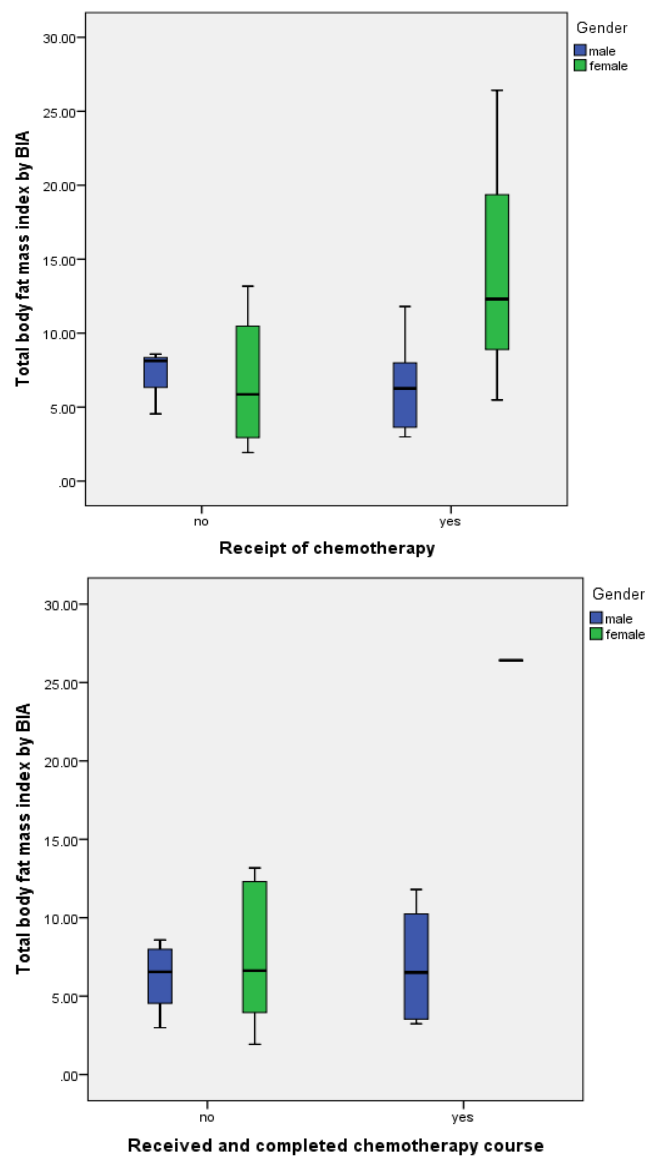 Gender
male
female
30.00
25.00
20.00
15.00
10.00
5.00
.00
Total body fat mass index by BIA
no
yes
Receipt of chemotherapy
Gender
male
female
30.00
25.00
20.00
15.00
10.00
5.00
.00
Total body fat mass index by BIA
no
yes
Received and completed chemotherapy course